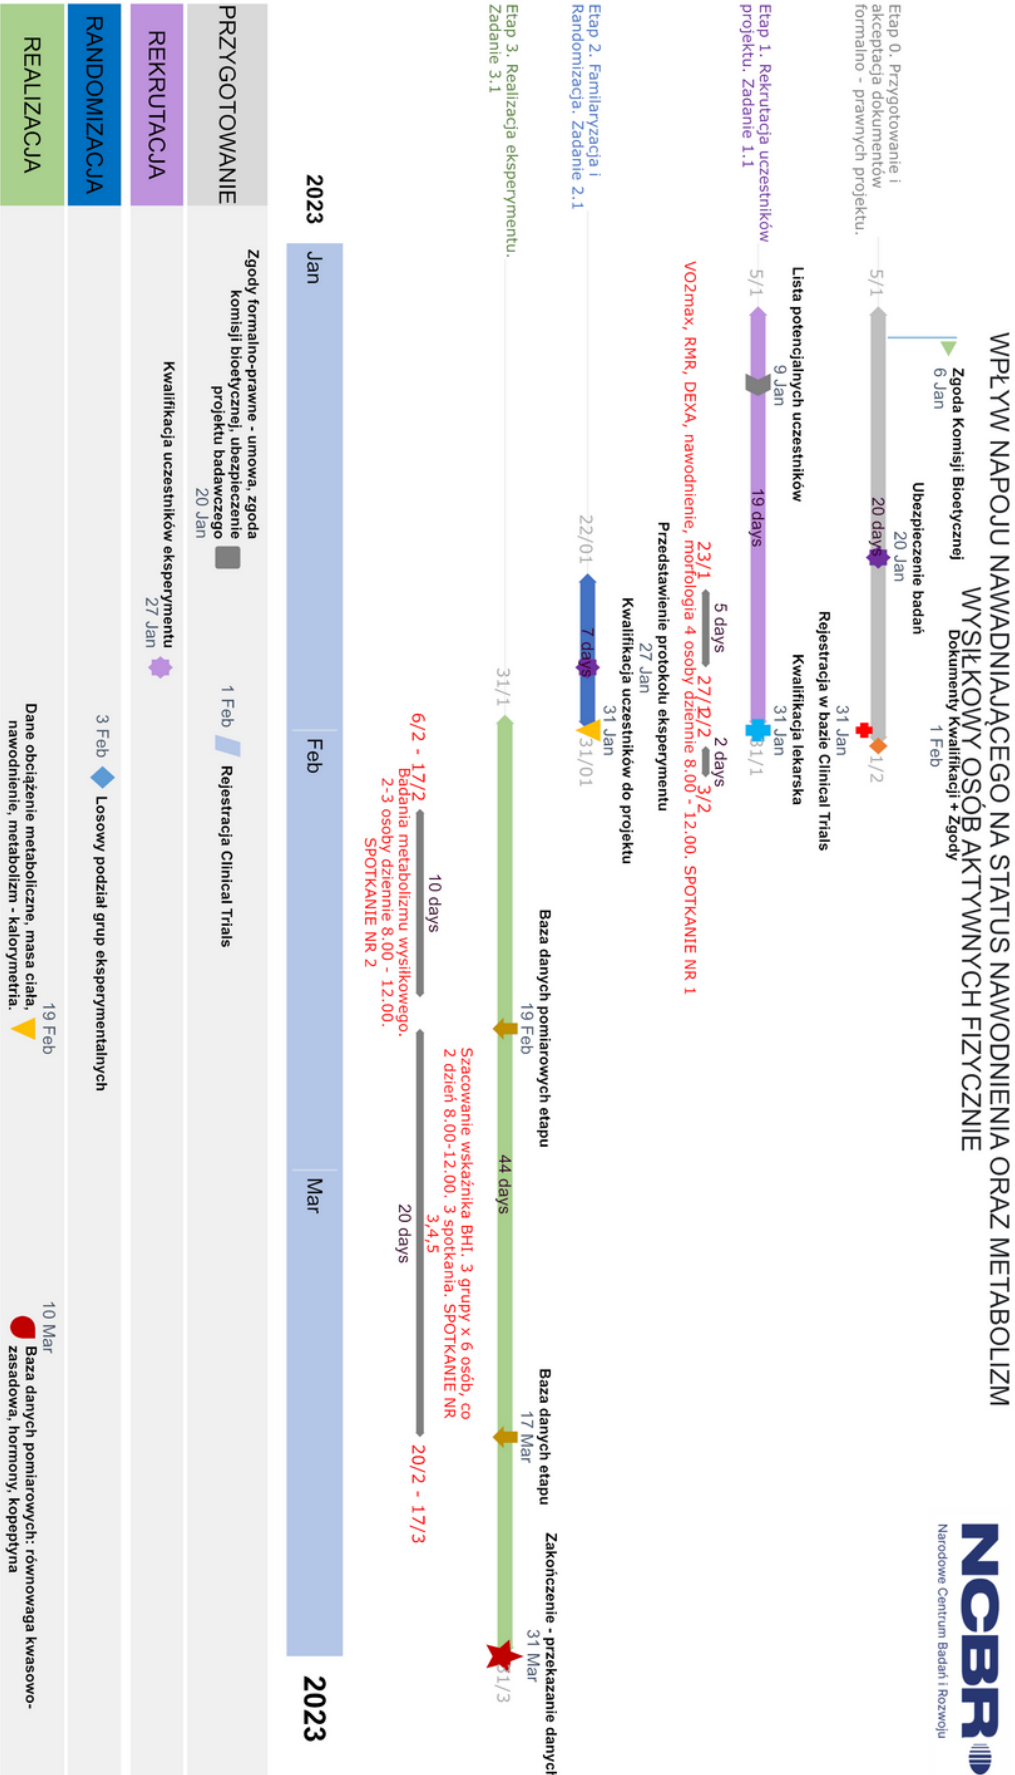 WPŁYW NAPOJU NAWADNIAJĄCEGO NA STATUS NAWODNIENIA ORAZ METABOLIZM
WYSIŁKOWY OSÓB AKTYWNYCH FIZYCZNIE
NCBR
Narodowe Centrum Badań i Rozwoju
Zgoda Komisji Bioetycznej
6 Jan
Dokumenty Kwalifikacji + Zgody
1 Feb
Ubezpieczenie badań
20 Jan
Etap 0. Przygotowanie i
akceptacja dokumentów
formalno - prawnych projektu.
5/1
20 days
1/2
Rejestracja w bazie Clinical Trials
31 Jan
Lista potencjalnych uczestników
9 Jan
Kwalifikacja lekarska
31 Jan
Etap 1. Rekrutacja uczestników
projektu. Zadanie 1.1
5/1
19 days
31/1
5 days
2 days
23/1
27/1
2/2
3/2
VO2max, RMR, DEXA, nawodnienie, morfologia 4 osoby dziennie 8.00 - 12.00. SPOTKANIE NR 1
Przedstawienie protokołu eksperymentu
27 Jan
Kwalifikacja uczestników do projektu
31 Jan
Etap 2. Familaryzacja i
Randomizacja. Zadanie 2.1
22/01
7 days
31/01
Baza danych pomiarowych etapu
19 Feb
Baza danych etapu
17 Mar
Zakończenie - przekazanie danych
31 Mar
Etap 3. Realizacja eksperymentu.
Zadanie 3.1
31/1
44 days
31/3
Szacowanie wskaźnika BHI. 3 grupy x 6 osób, co
2 dzień 8.00-12.00. 3 spotkania. SPOTKANIE NR
3,4,5
10 days
6/2 - 17/2
20/2 - 17/3
20 days
Badania metabolizmu wysiłkowego.
2-3 osoby dziennie 8.00 - 12.00.
SPOTKANIE NR 2
2023
Jan
Feb
Mar
2023
PRZYGOTOWANIE
Zgody formalno-prawne - umowa, zgoda
komisji bioetycznej, ubezpieczenie
projektu badawczego
20 Jan
1 Feb
Rejestracja Clinical Trials
REKRUTACJA
Kwalifikacja uczestników eksperymentu
27 Jan
RANDOMIZACJA
3 Feb
Losowy podział grup eksperymentalnych
REALIZACJA
19 Feb
Dane obciążenie metaboliczne, masa ciała,
nawodnienie, metabolizm - kalorymetria.
10 Mar
Baza danych pomiarowych: równowaga kwasowo-
zasadowa, hormony, kopeptyna